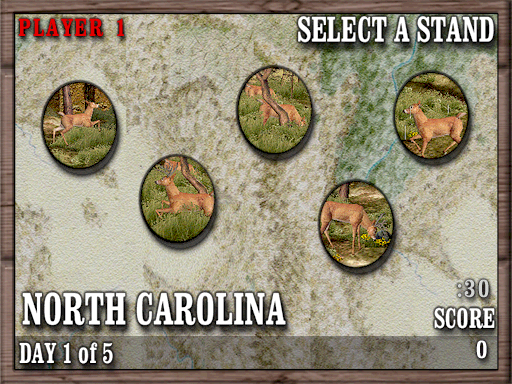 PLAYER 1
SELECT A STAND
NORTH CAROLINA
:30
SCORE
DAY 1 of 5
0